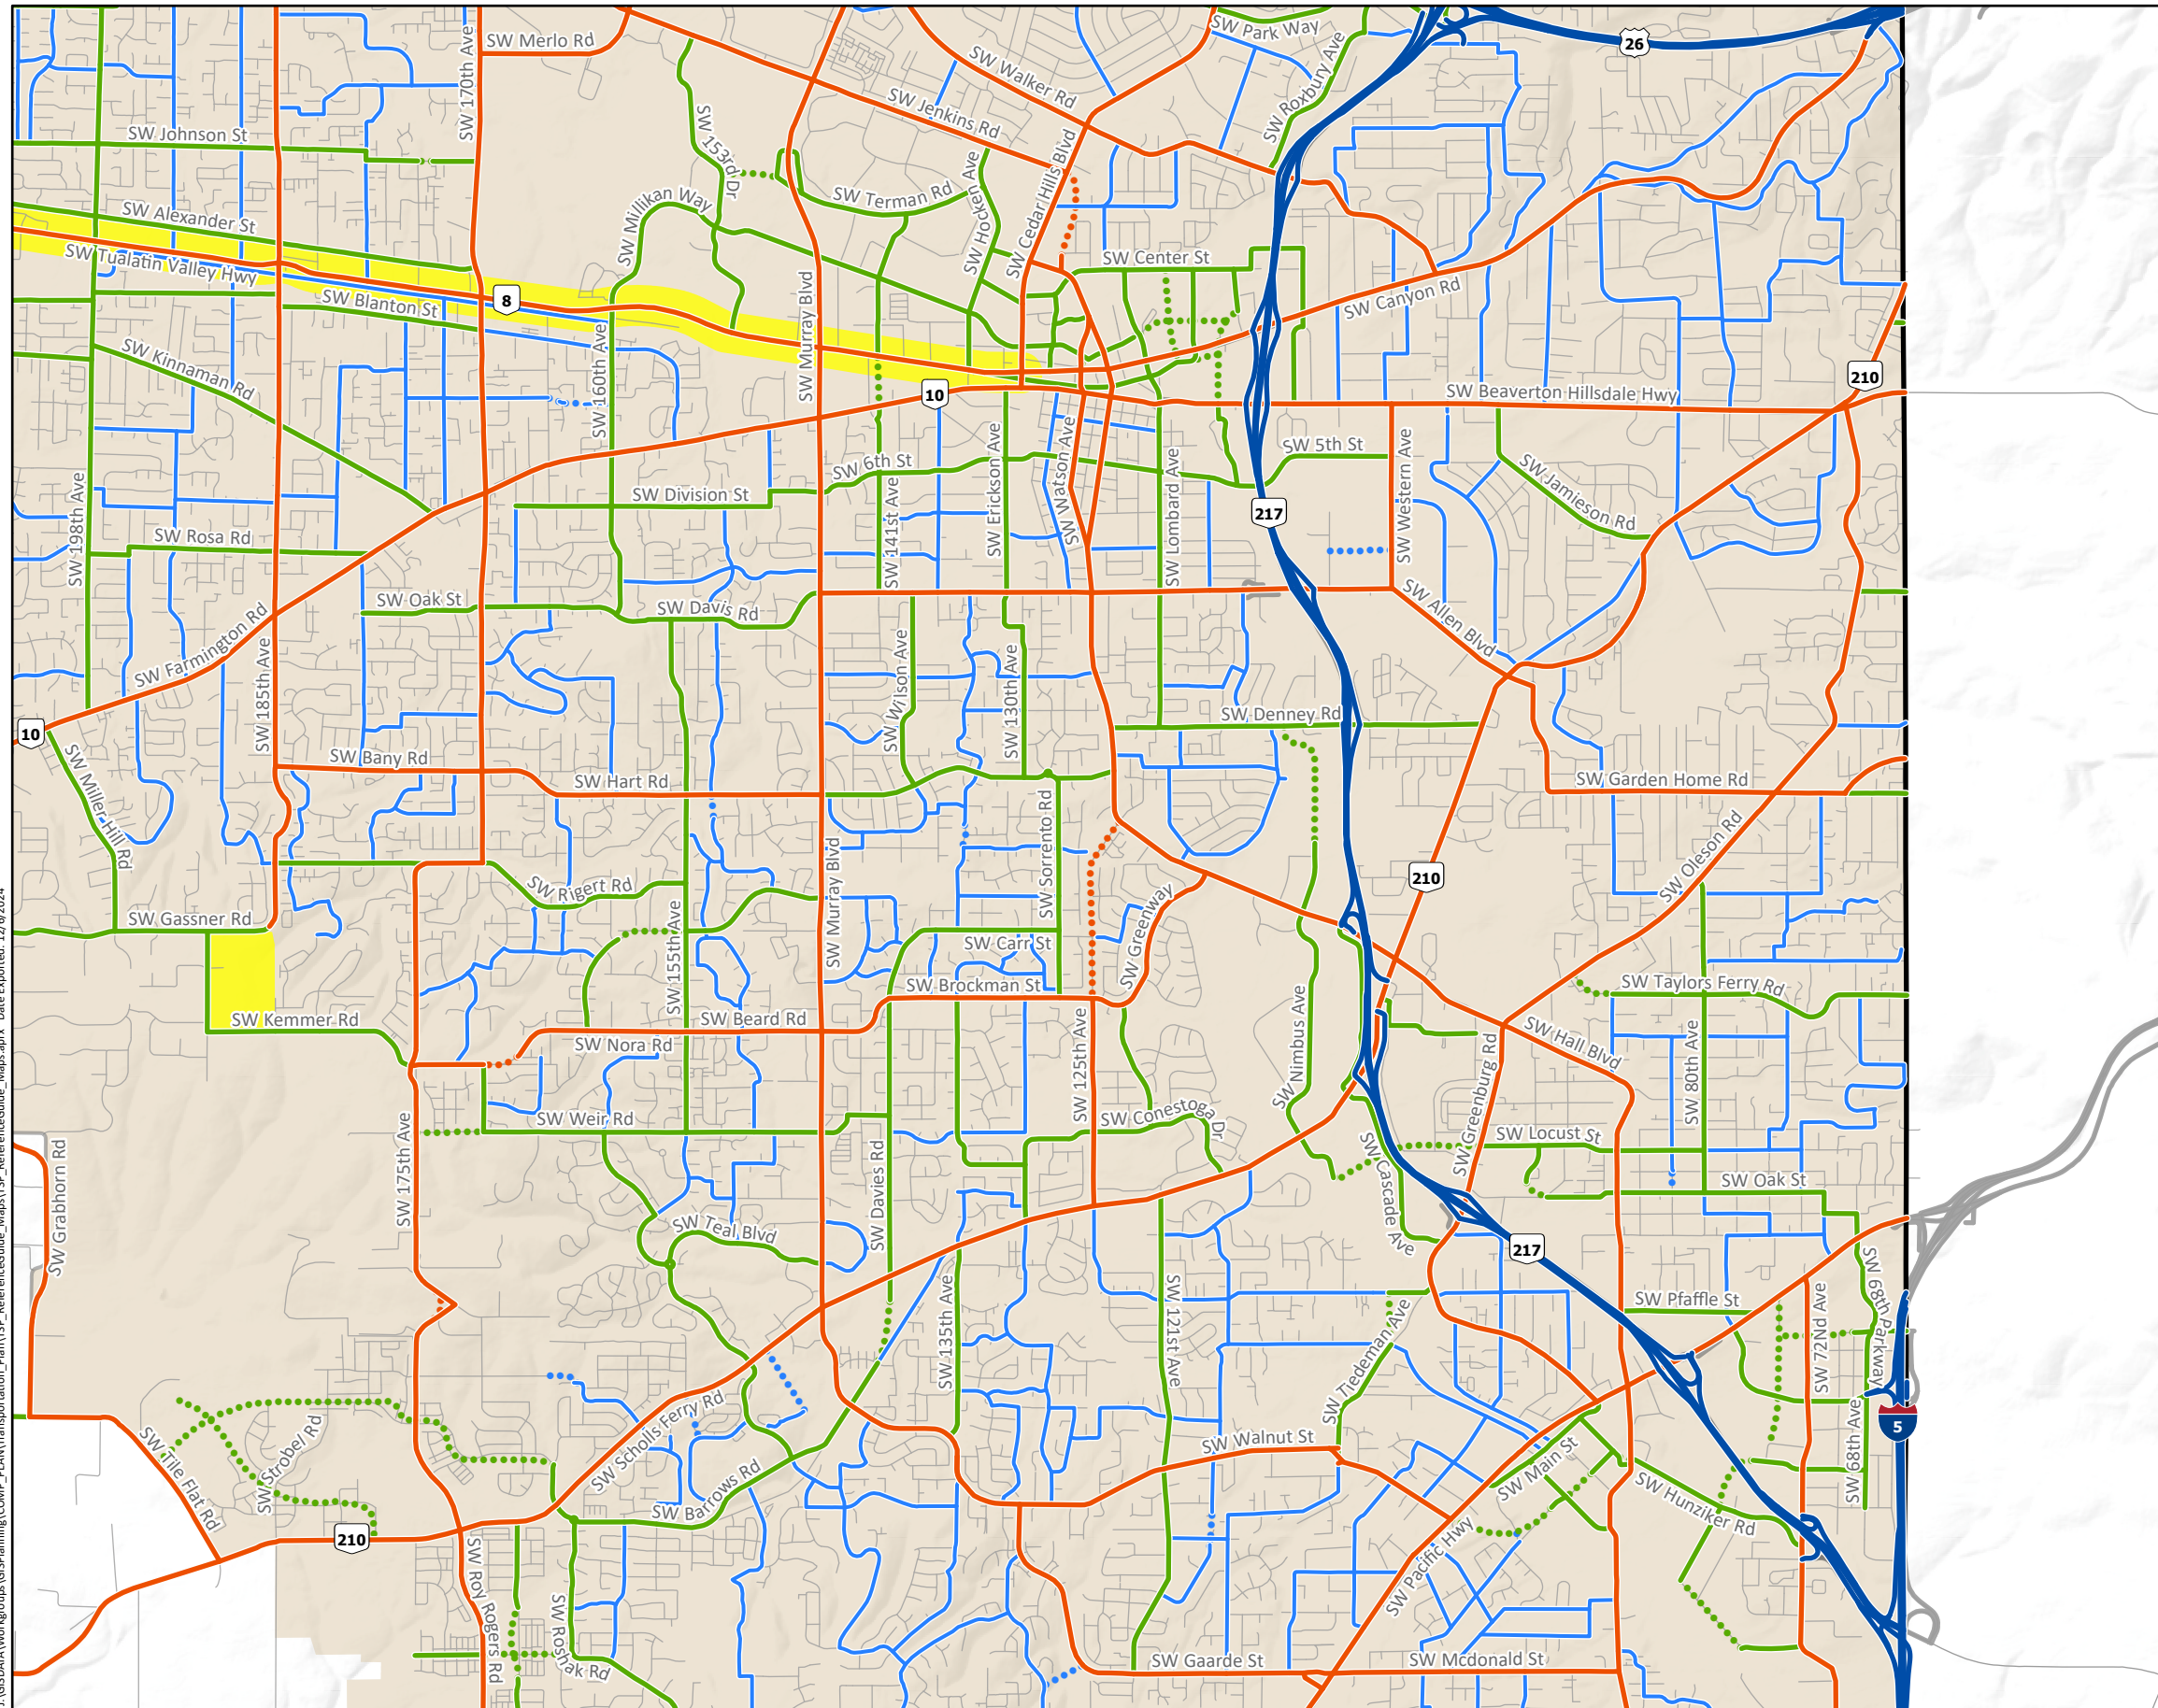 SW Merlo Rd
SW 170th Ave
SW Park Way
26
SW Walker Rd
SW Roxbury Ave
SW Jenkins Rd
SW Johnson St
SW 153rd Dr
SW Cedar Hills Blvd
SW Hocken Ave
SW Terman Rd
SW Millikan Way
SW Alexander St
SW Tualatin Valley Hwy
SW Center St
SW Canyon Rd
8
SW Blanton St
SW Murray Blvd
SW 160th Ave
SW Kinnaman Rd
10
SW Beaverton Hillsdale Hwy
210
SW 5th St
SW 6th St
SW Western Ave
SW Watson Ave
SW Erickson Ave
SW Lombard Ave
SW Jamieson Rd
SW Division St
SW 141st Ave
SW 198th Ave
217
SW Rosa Rd
SW Oak St
SW Davis Rd
SW Allen Blvd
SW Farmington Rd
SW 185th Ave
SW Wilson Ave
SW 130th Ave
SW Denney Rd
10
SW Bany Rd
SW Hart Rd
SW Garden Home Rd
SW Miller Hill Rd
SW Sorrento Rd
SW Oleson Rd
SW Murray Blvd
210
SW Rigert Rd
SW Greenway
SW Gassner Rd
SW 155th Ave
SW Carr St
SW Brockman St
SW Taylors Ferry Rd
SW Kemmer Rd
SW Beard Rd
SW Nora Rd
SW Nimbus Ave
SW Hall Blvd
SW 80th Ave
SW 125th Ave
SW Greenburg Rd
SW Weir Rd
SW Conestoga Dr
SW Locust St
SW Grabhorn Rd
SW 175th Ave
SW Davies Rd
SW Cascade Ave
SW Oak St
SW Teal Blvd
217
SW 68th Parkway
SW 135th Ave
SW 121st Ave
SW Tiedeman Ave
SW Pfaffle St
SW 72Nd Ave
SW Scholls Ferry Rd
SW Strobel Rd
SW Tile Flat Rd
SW Walnut St
SW Main St
SW Barrows Rd
SW Hunziker Rd
SW 68th Ave
5
210
SW Pacific Hwy
SW Roy Rogers Rd
SW Roshak Rd
SW Gaarde St
SW Mcdonald St